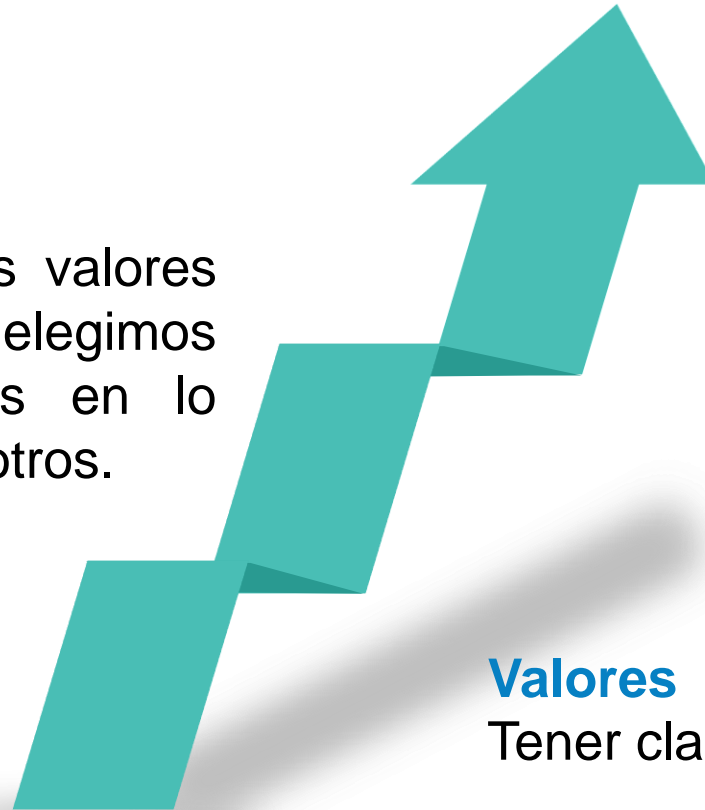 s valores
elegimos
s en lo
otros.
Valores
Tener cla